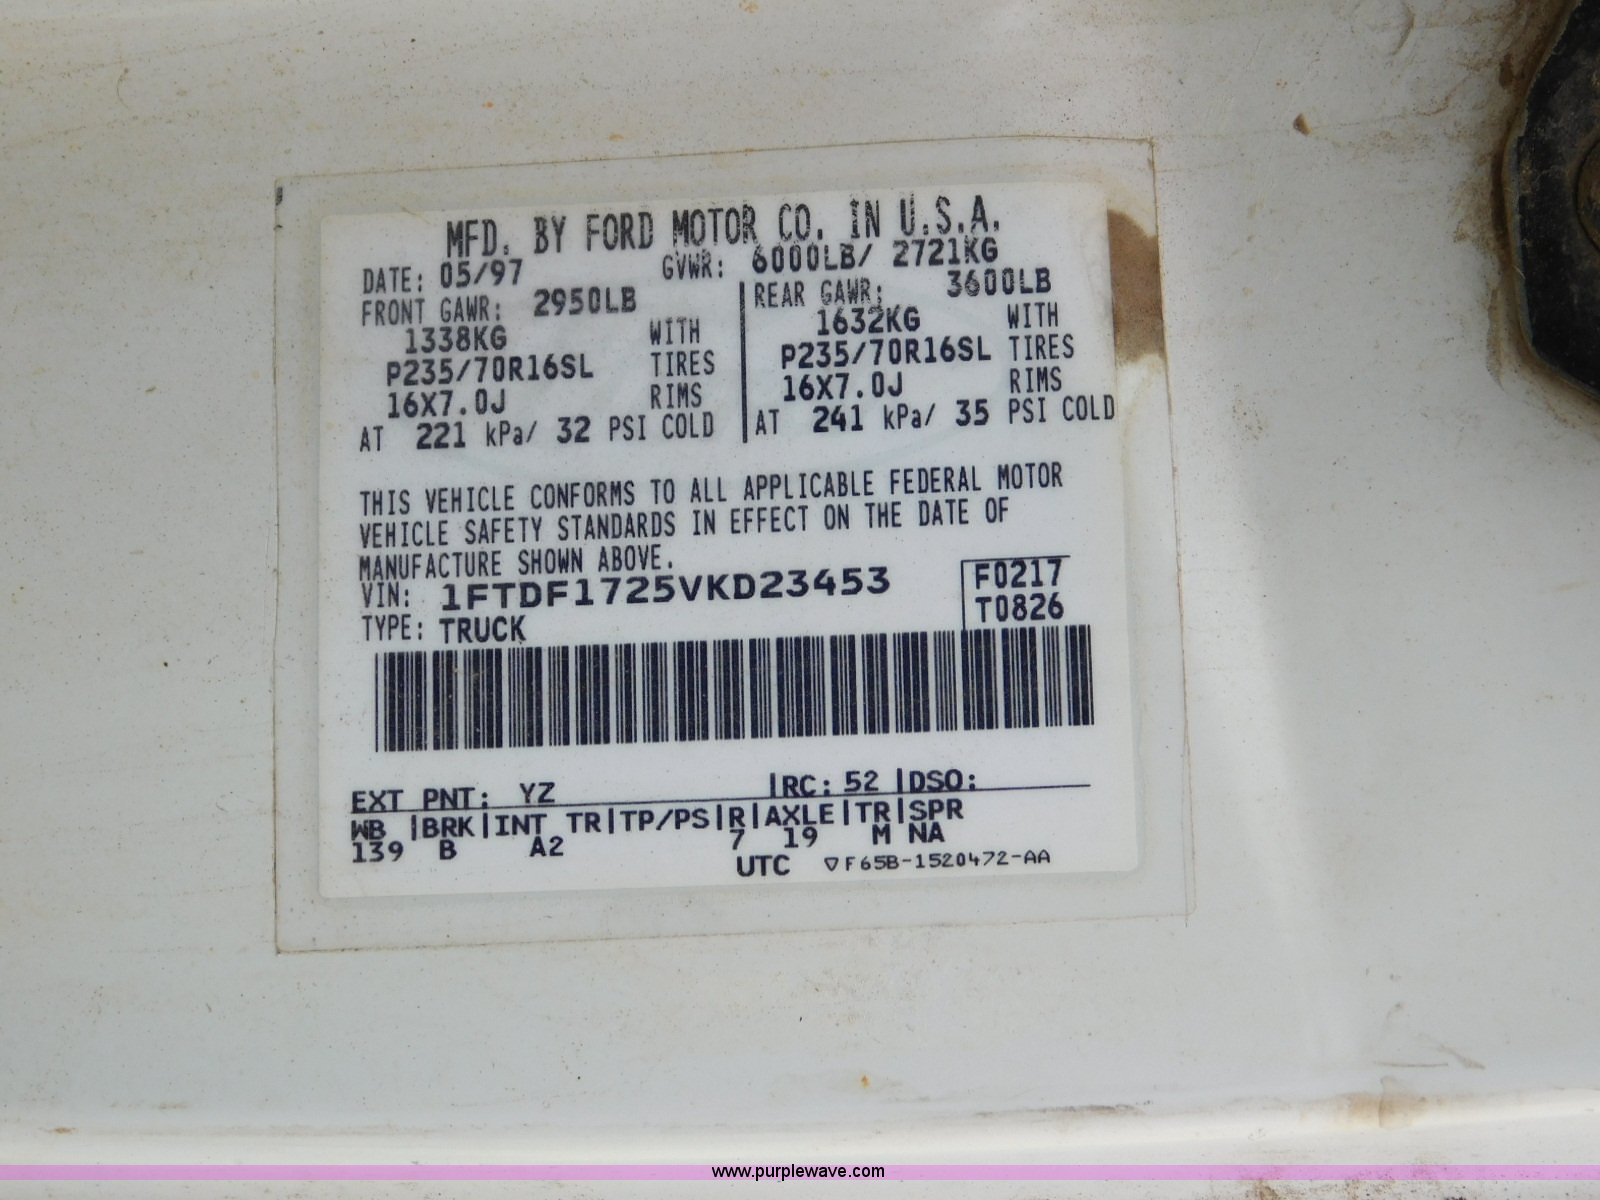 MFD. BY FORD MOTOR CO. IN U.S.A.
DATE: 05/97 GVWR: 6000LB/ 2721KG
FRONT GAWR: 2950LB REAR GAWR: 3600LB
1338KG WITH 1632KG WITH
P235/70R16SL TIRES P235/70R16SL TIRES
16X7.0J RIMS 16X7.0J RIMS
AT 221 kPa/ 32 PSI COLD AT 241 kPa/ 35 PSI COLD
THIS VEHICLE CONFORMS TO ALL APPLICABLE FEDERAL MOTOR
VEHICLE SAFETY STANDARDS IN EFFECT ON THE DATE OF
MANUFACTURE SHOWN ABOVE.
VIN: 1FTDF1725VKD23453 F0217
TYPE: TRUCK T0826
EXT PNT: YZ |RC: 52 |DSO:
WB |BRK|INT TR|TP/PS|R|AXLE|TR|SPR
139 B A2 7 19 M NA
UTC ▽F65B-1520472-AA
www.purplewave.com